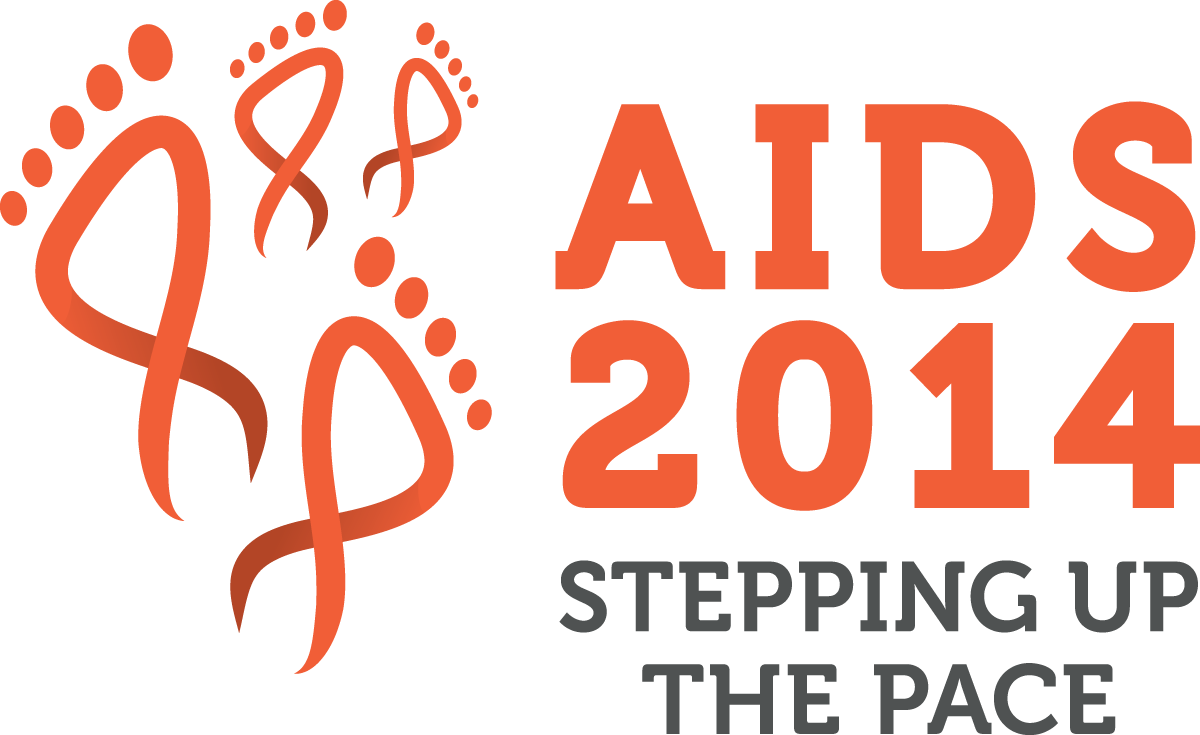 AIDS
2014
STEPPING UP
THE PACE